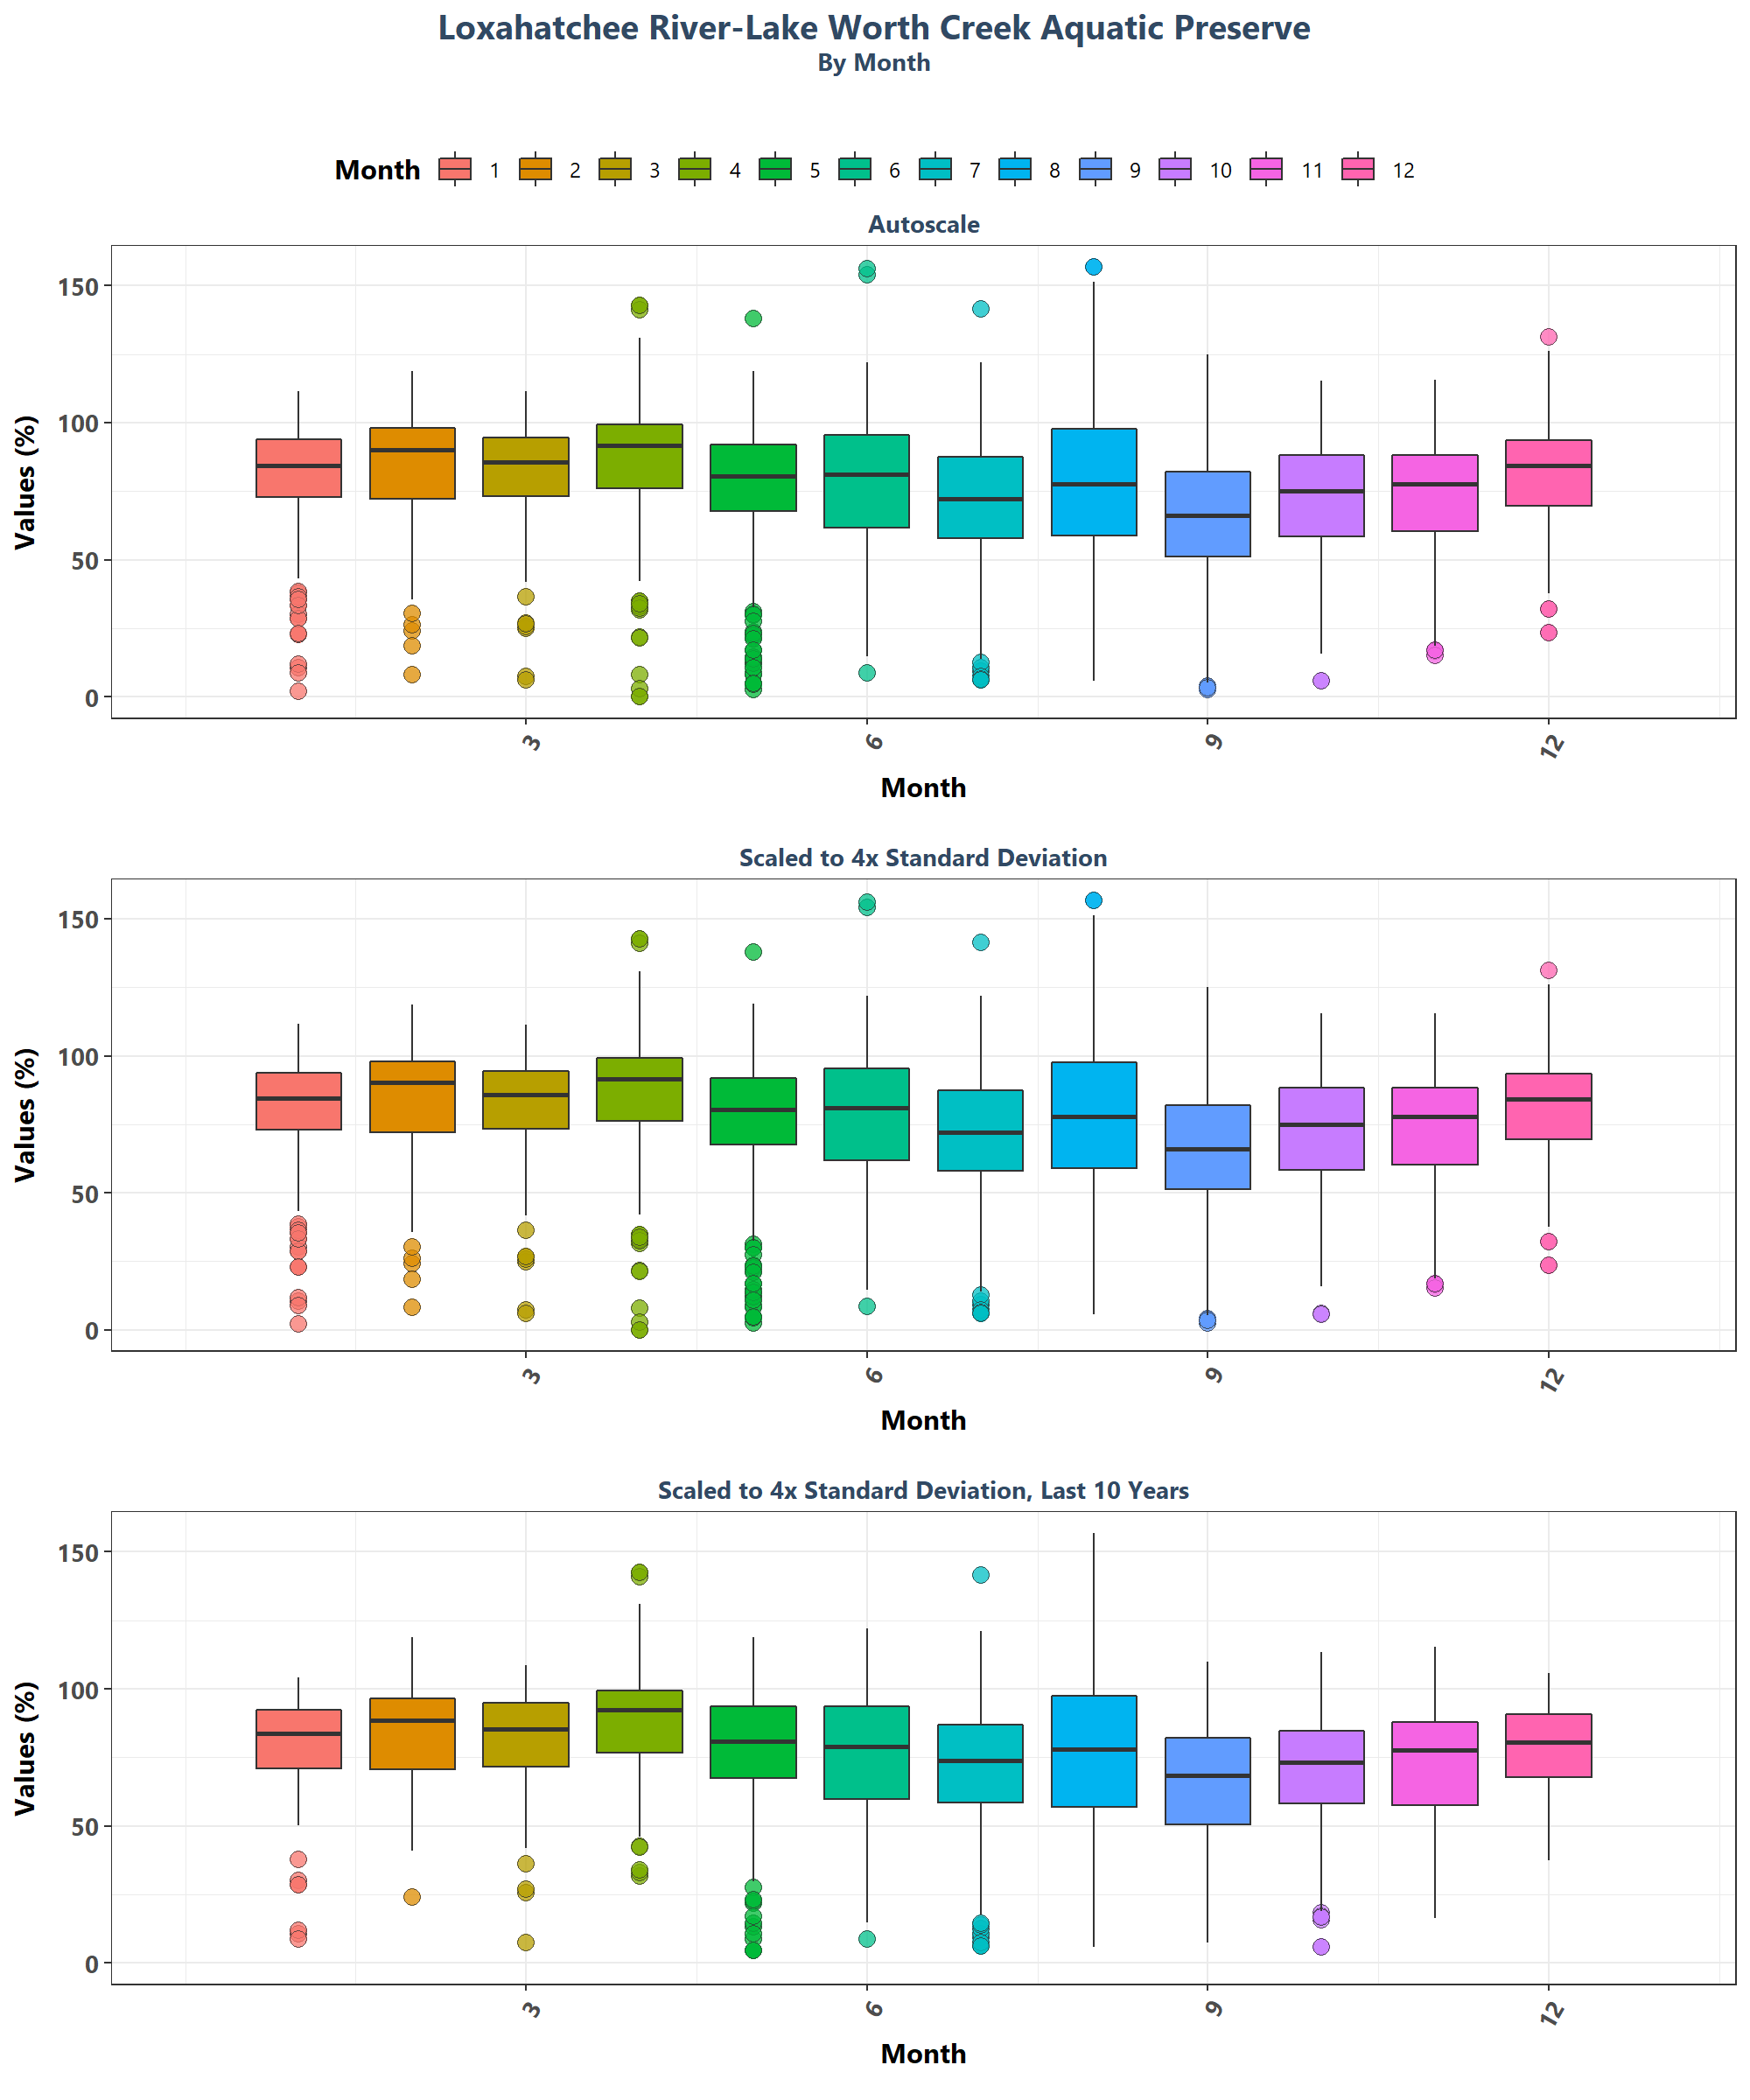 Loxahatchee River-Lake Worth Creek Aquatic Preserve
By Month
Month 1 2 3 4 5 6 7 8 9 10 11 12
Autoscale
Values (%)
150
100
50
0
3 6 9 12
Month
Scaled to 4x Standard Deviation
Values (%)
150
100
50
0
3 6 9 12
Month
Scaled to 4x Standard Deviation, Last 10 Years
Values (%)
150
100
50
0
3 6 9 12
Month